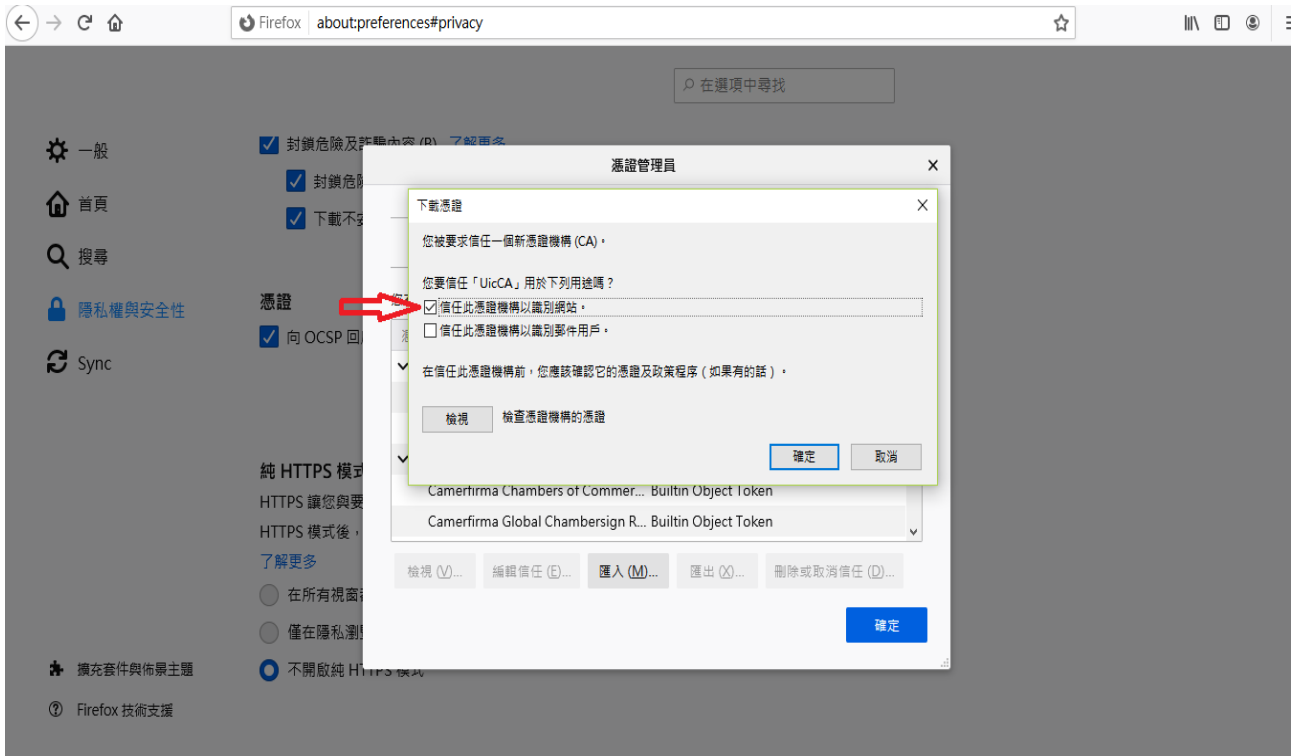 Firefox about:preferences#privacy
在選項中尋找
一般
首頁
搜尋
隱私權與安全性
Sync
擴充套件與佈景主題
Firefox 技術支援
封鎖危險及詐騙內容 (B) 了解更多
封鎖危險
下載不安
憑證
向 OCSP 回
純 HTTPS 模式
HTTPS 讓您與要
HTTPS 模式後，
了解更多
在所有視窗
僅在隱私瀏覽
不開啟純 HTTPS 模式
憑證管理員
下載憑證
您被要求信任一個新憑證機構 (CA)。
您要信任「UicCA」用於下列用途嗎？
信任此憑證機構以識別網站。
信任此憑證機構以識別郵件用戶。
在信任此憑證機構前，您應該確認它的憑證及政策程序（如果有的話）。
檢視 檢查憑證機構的憑證
確定 取消
Camerfirma Chambers of Commer... Builtin Object Token
Camerfirma Global Chambersign R... Builtin Object Token
檢視 (V)... 編輯信任 (E)... 匯入 (M)... 匯出 (X)... 刪除或取消信任 (D)...
確定